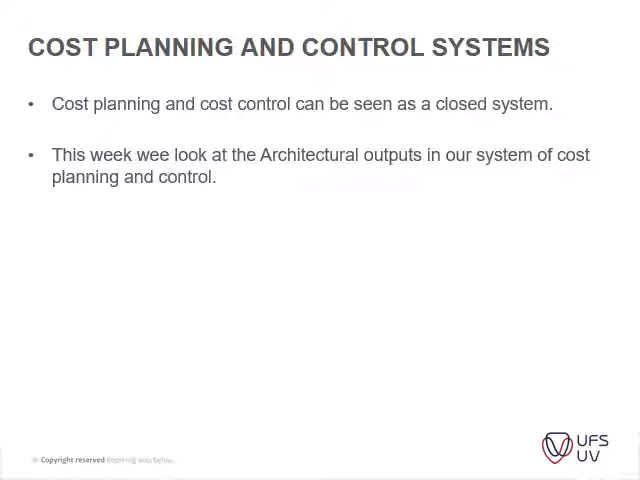 COST PLANNING AND CONTROL SYSTEMS
• Cost planning and cost control can be seen as a closed system.
• This week wee look at the Architectural outputs in our system of cost
planning and control.
Copyright reserved
UFS
UV